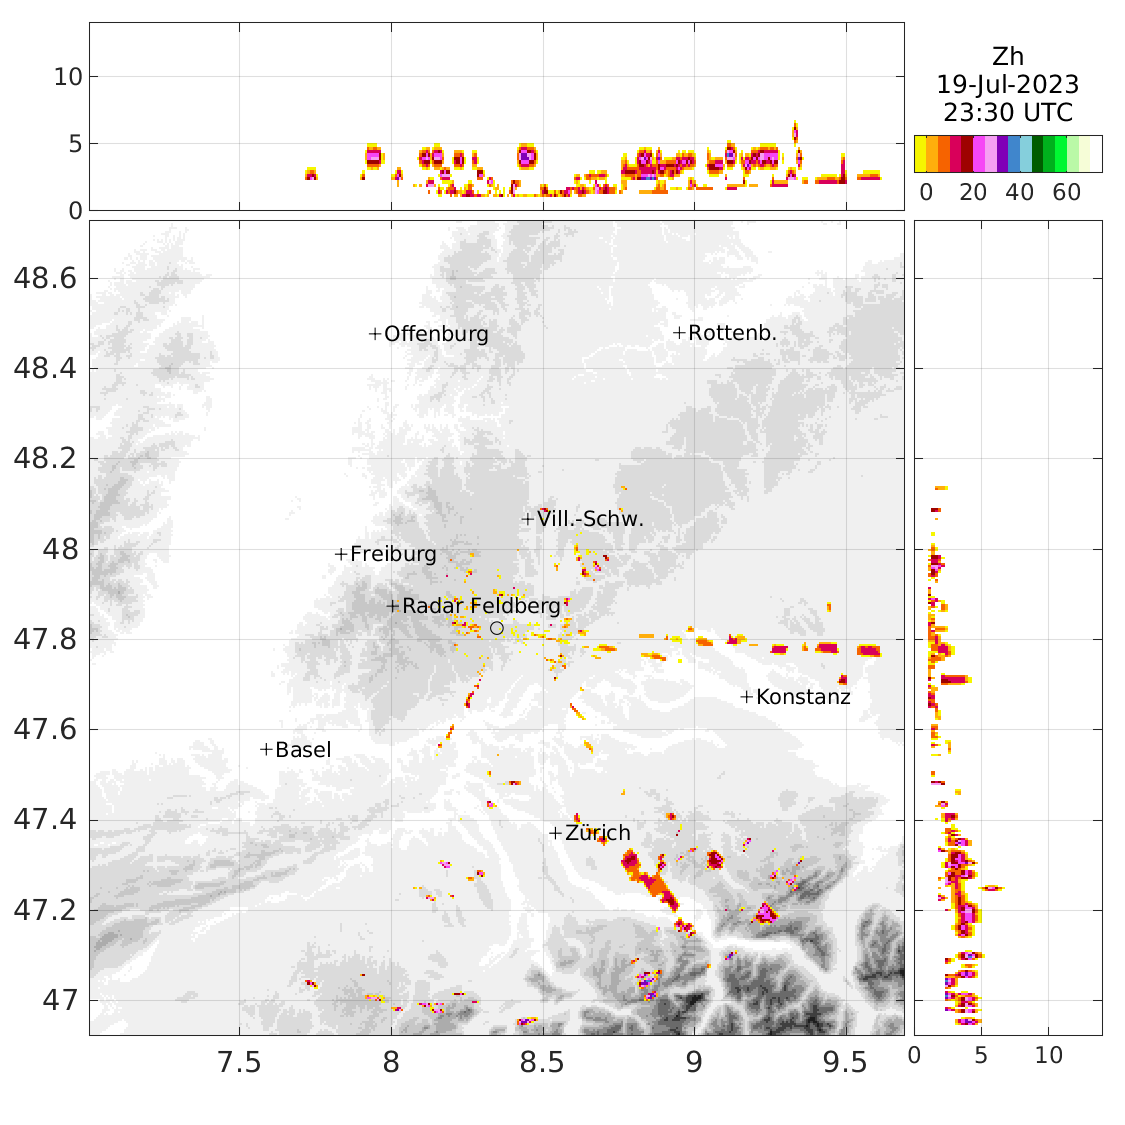 10
5
0
Zh
19-Jul-2023
23:30 UTC
0 20 40 60
48.6
48.4
48.2
48
47.8
47.6
47.4
47.2
47
+Offenburg
+Rottenb.
+Vill.-Schw.
+Freiburg
+Radar Feldberg
+Konstanz
+Basel
+Zürich
7.5 8 8.5 9 9.5
0 5 10